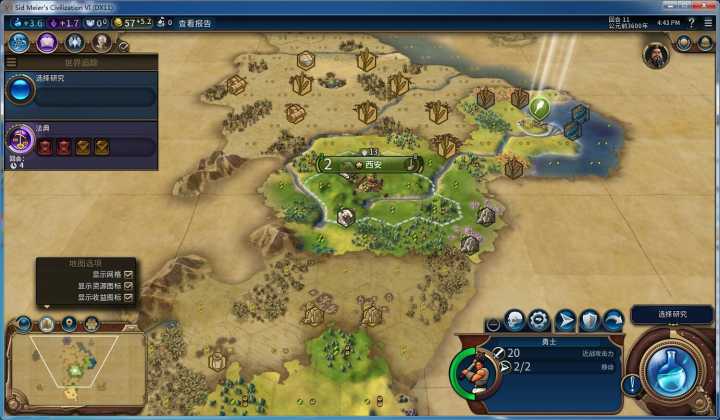 Sid Meier's Civilization VI (DX11)
+3.6
+1.7
57 +5.2
0
查看报告
回合 11
公元前3600年
4:43 PM
?
世界追踪
选择研究
法典
回合:
4
13
2
西安
地图选项
显示网格
显示资源图标
显示收益图标
选择研究
勇士
20
近战攻击力
2/2
移动